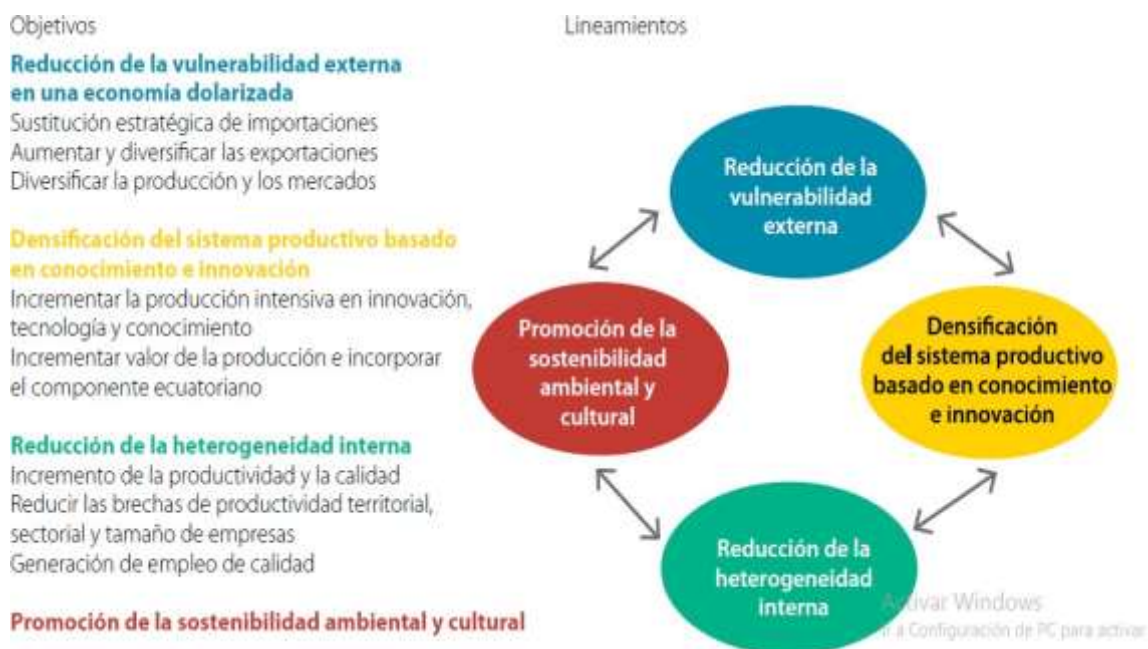 Objetivos
Reducción de la vulnerabilidad externa
en una economía dolarizada
Sustitución estratégica de importaciones
Aumentar y diversificar las exportaciones
Diversificar la producción y los mercados
Densificación del sistema productivo basado
en conocimiento e innovación
Incrementar la producción intensiva en innovación,
tecnología y conocimiento
Incrementar valor de la producción e incorporar
el componente ecuatoriano
Reducción de la heterogeneidad interna
Incremento de la productividad y la calidad
Reducir las brechas de productividad territorial,
sectorial y tamaño de empresas
Generación de empleo de calidad
Promoción de la sostenibilidad ambiental y cultural
Lineamientos
Reducción de la
vulnerabilidad
externa
Promoción de la
sostenibilidad
ambiental y
cultural
Densificación
del sistema productivo
basado en conocimiento
e innovación
Reducción de la
heterogeneidad
interna
Activar Windows
Ir a Configuración de PC para activar